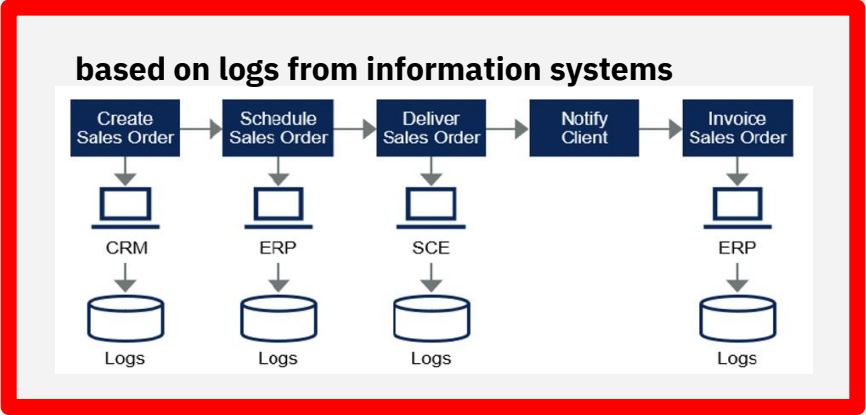 based on logs from information systems
Create
Sales Order
Schedule
Sales Order
Deliver
Sales Order
Notify
Client
Invoice
Sales Order
CRM
ERP
SCE
ERP
Logs
Logs
Logs
Logs